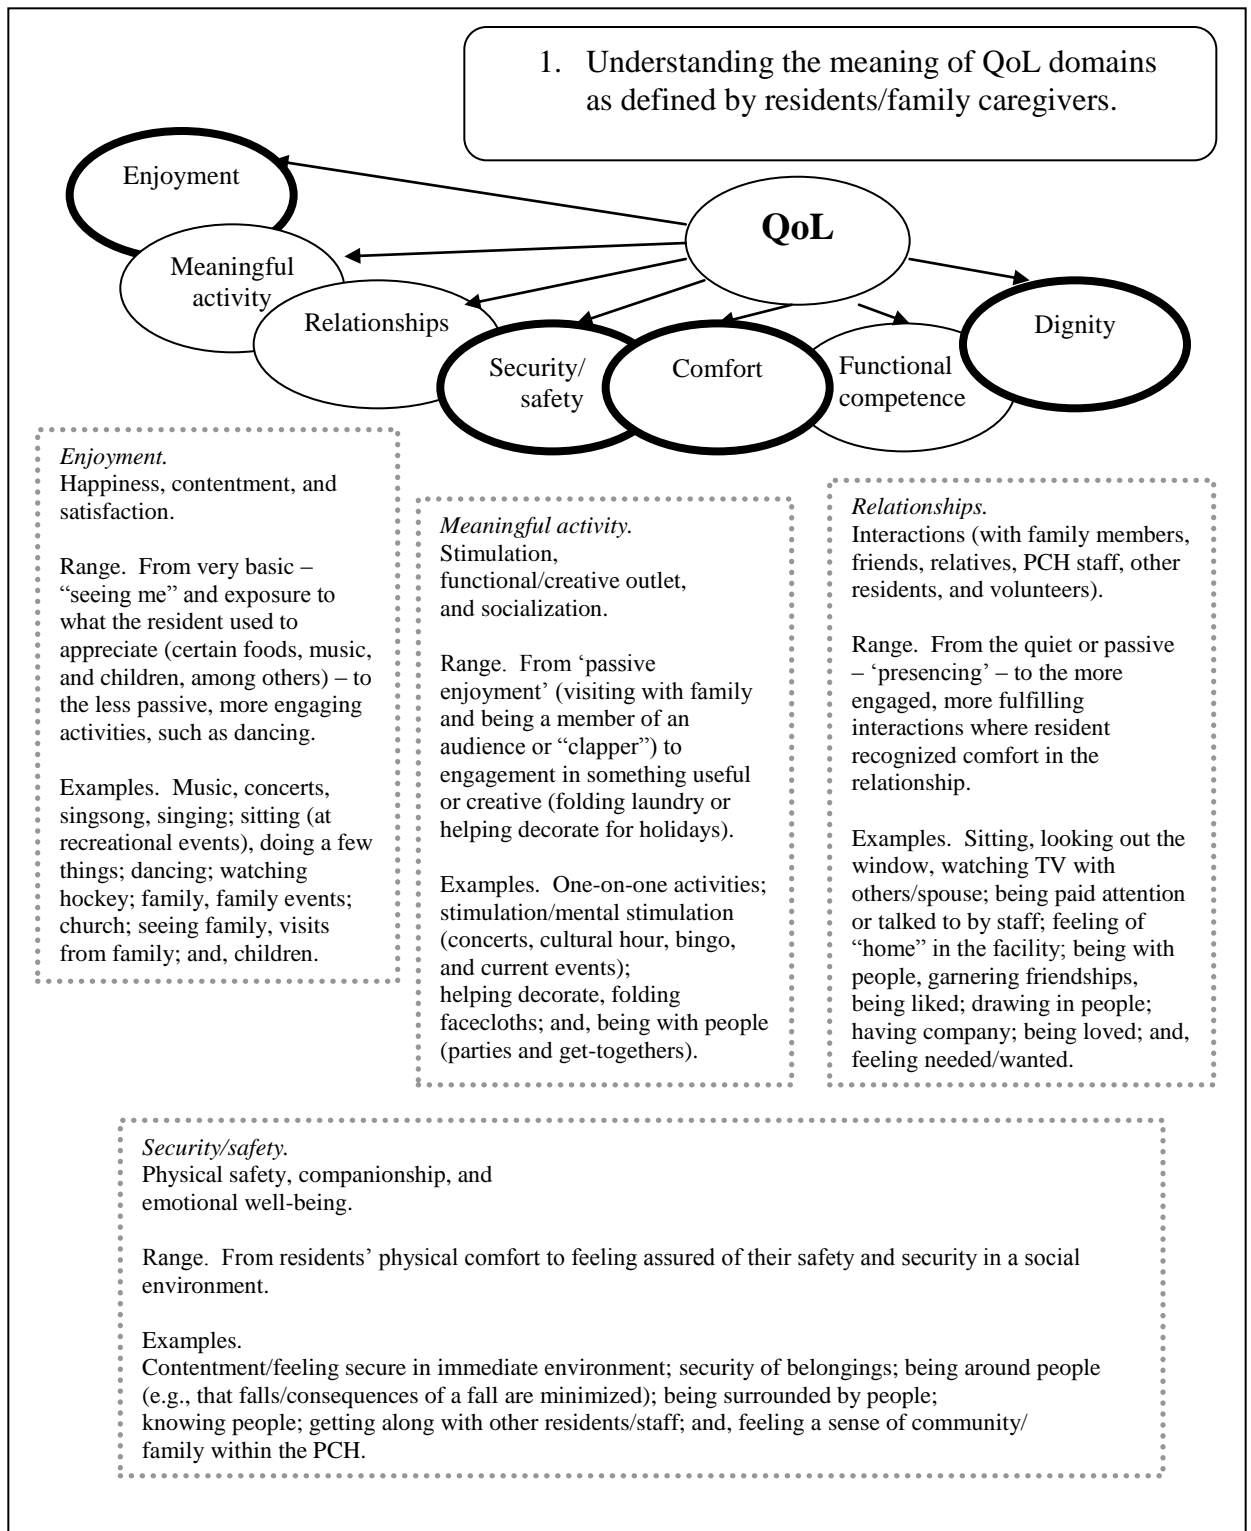 1. Understanding the meaning of QoL domains
as defined by residents/family caregivers.
Enjoyment
QoL
Meaningful
activity
Relationships
Security/
safety
Comfort
Functional
competence
Dignity
Enjoyment.
Happiness, contentment, and
satisfaction.
Range. From very basic –
“seeing me” and exposure to
what the resident used to
appreciate (certain foods, music,
and children, among others) – to
the less passive, more engaging
activities, such as dancing.
Examples. Music, concerts,
singsong, singing; sitting (at
recreational events), doing a few
things; dancing; watching
hockey; family, family events;
church; seeing family, visits
from family; and, children.
Meaningful activity.
Stimulation,
functional/creative outlet,
and socialization.
Range. From ‘passive
enjoyment’ (visiting with family
and being a member of an
audience or “clapper”) to
engagement in something useful
or creative (folding laundry or
helping decorate for holidays).
Examples. One-on-one activities;
stimulation/mental stimulation
(concerts, cultural hour, bingo,
and current events);
helping decorate, folding
facecloths; and, being with people
(parties and get-togethers).
Relationships.
Interactions (with family members,
friends, relatives, PCH staff, other
residents, and volunteers).
Range. From the quiet or passive
– ‘presencing’ – to the more
engaged, more fulfilling
interactions where resident
recognized comfort in the
relationship.
Examples. Sitting, looking out the
window, watching TV with
others/spouse; being paid attention
or talked to by staff; feeling of
“home” in the facility; being with
people, garnering friendships,
being liked; drawing in people;
having company; being loved; and,
feeling needed/wanted.
Security/safety.
Physical safety, companionship, and
emotional well-being.
Range. From residents’ physical comfort to feeling assured of their safety and security in a social
environment.
Examples.
Contentment/feeling secure in immediate environment; security of belongings; being around people
(e.g., that falls/consequences of a fall are minimized); being surrounded by people;
knowing people; getting along with other residents/staff; and, feeling a sense of community/
family within the PCH.